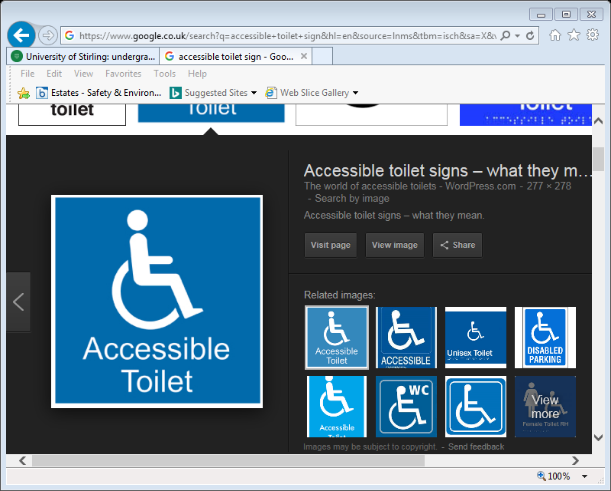 https://www.google.co.uk/search?q=accessible+toilet+sign&hl=en&source=lnms&tbm=isch&sa=X&v
University of Stirling: undergra...
accessible toilet sign - Goo...
File Edit View Favorites Tools Help
Estates - Safety & Environ...
Suggested Sites
Web Slice Gallery
toilet
Toilet
Toilet
Accessible
Toilet
Accessible toilet signs – what they m...
The world of accessible toilets - WordPress.com - 277 × 278
- Search by image
Accessible toilet signs – what they mean.
Visit page
View image
Share
Related images:
Accessible
Toilet
ACCESSIBLE
Unisex Toilet
DISABLED
PARKING
Accessible
Toilet
WC
View
more
Female Toilet RH
Images may be subject to copyright. - Send feedback
100%